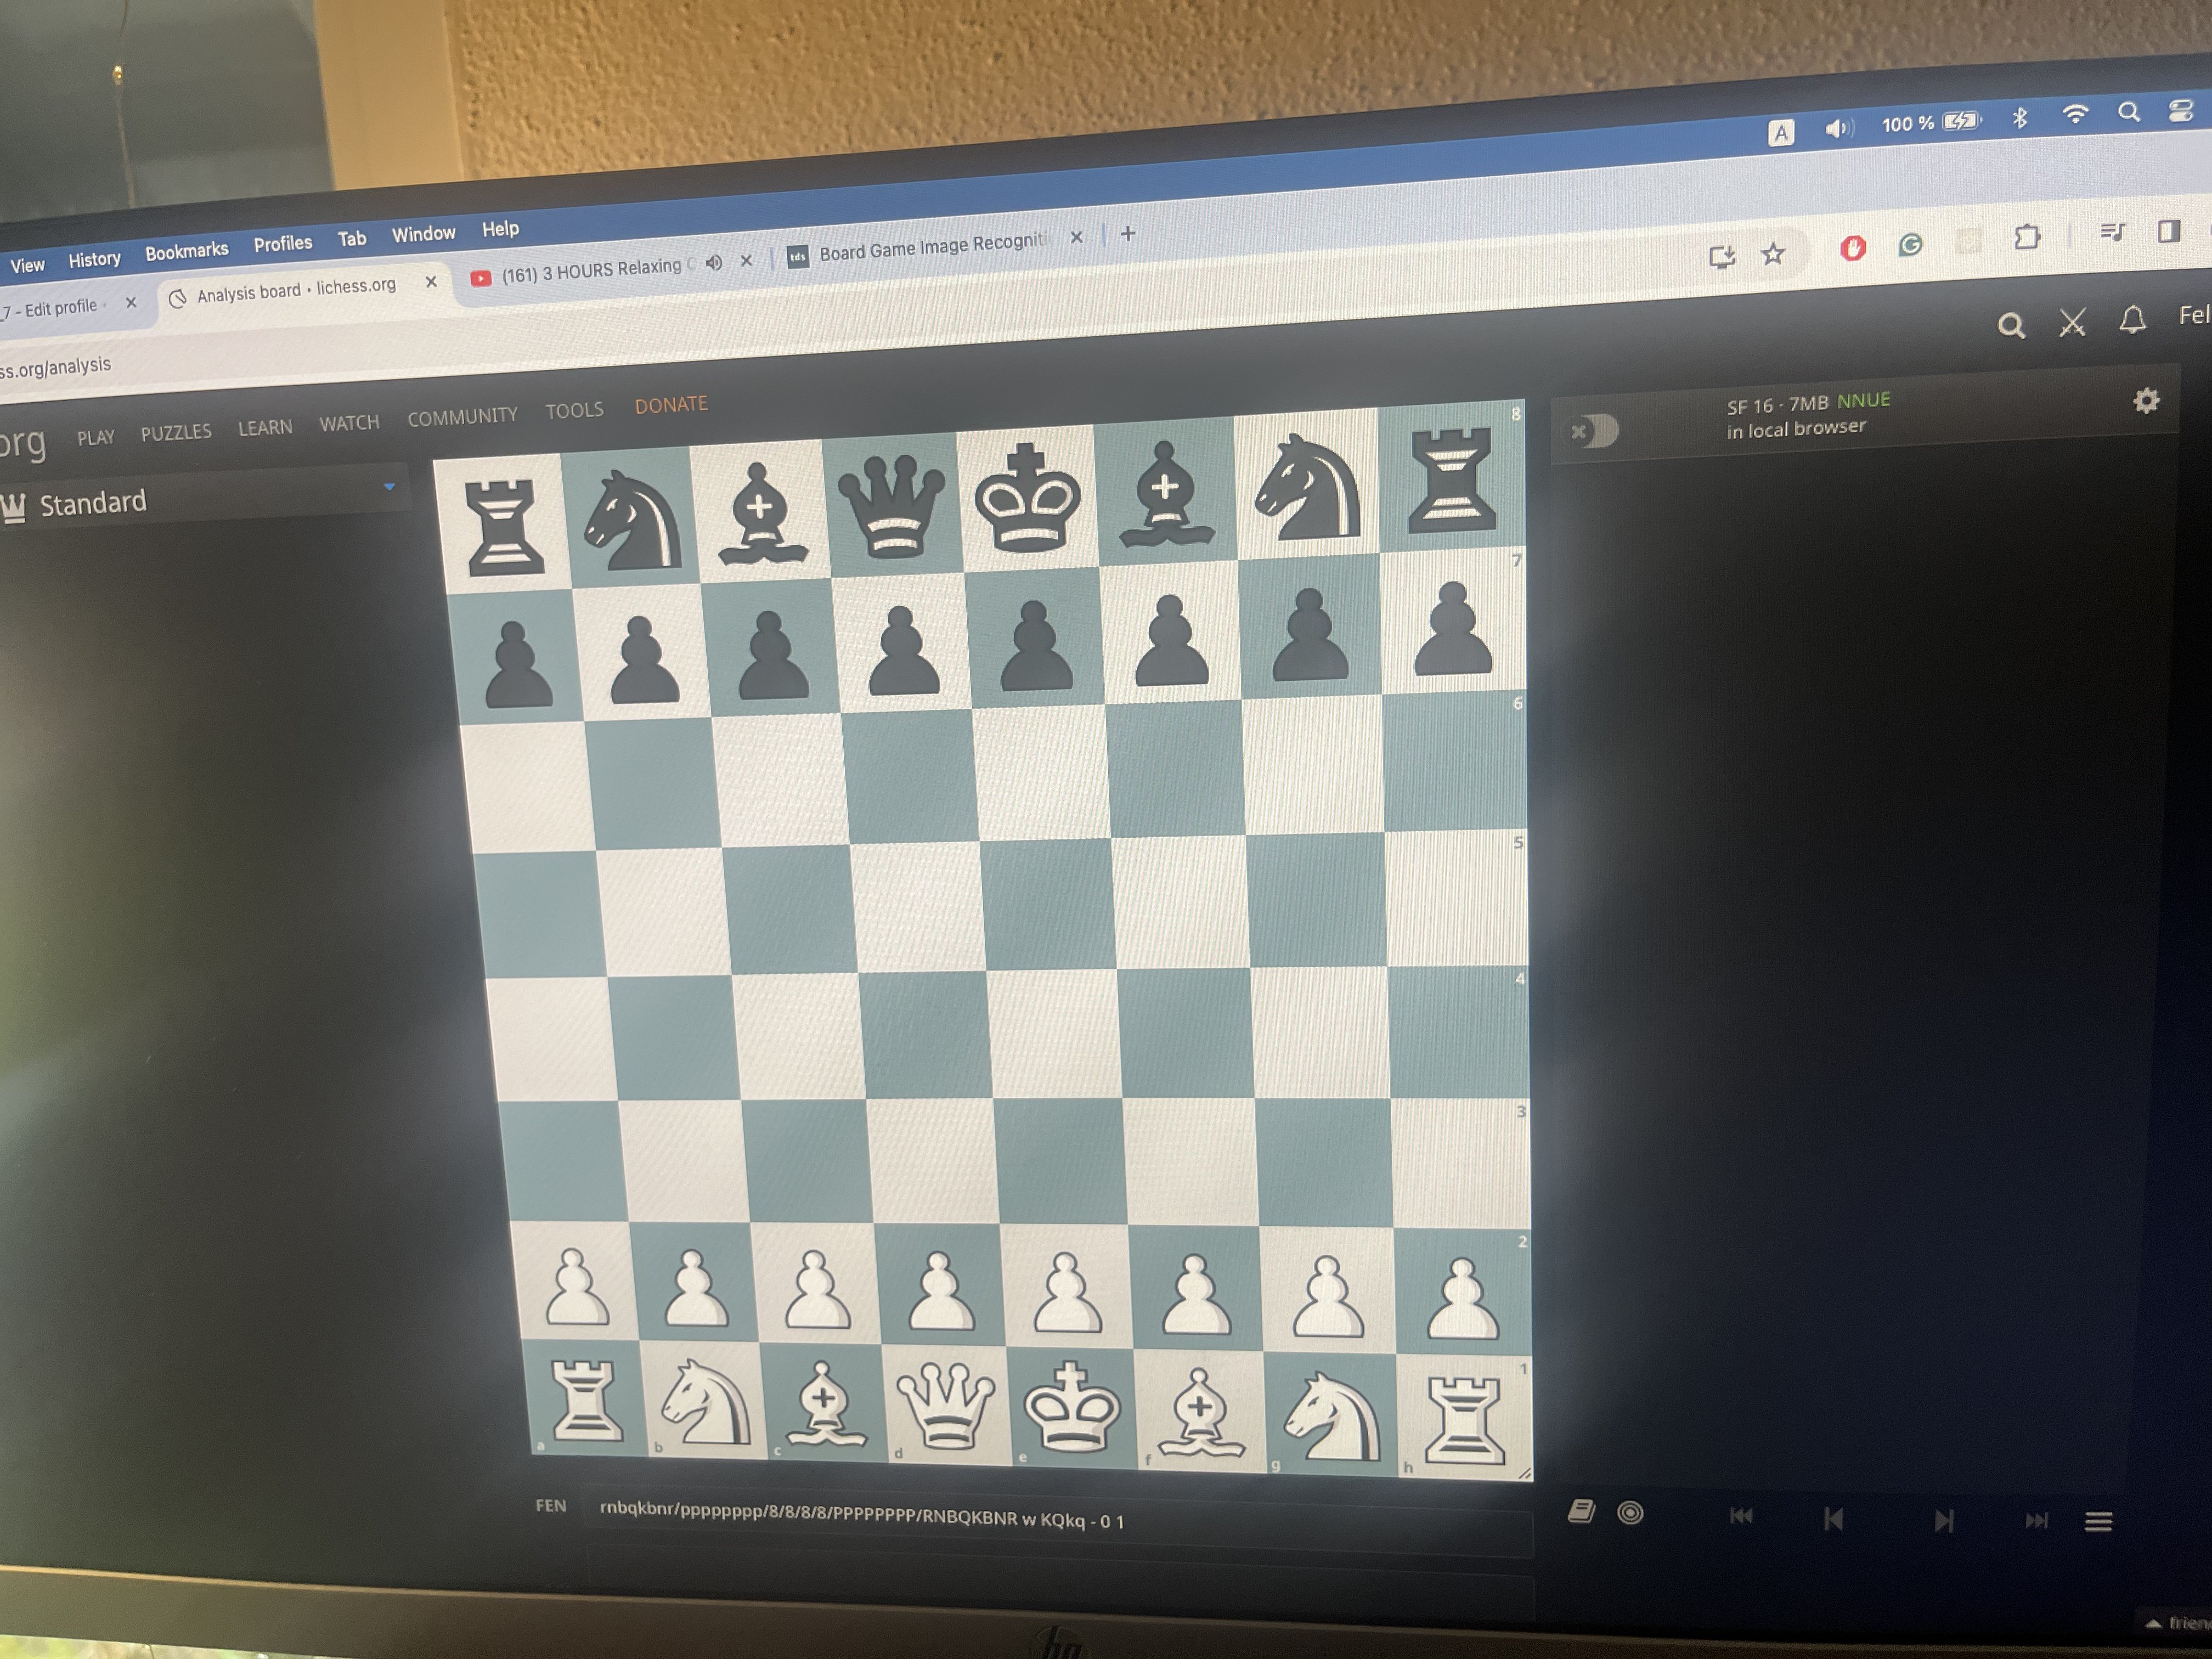 View History Bookmarks Profiles Tab Window Help
A 100 %
_7 - Edit profile
Analysis board • lichess.org
(161) 3 HOURS Relaxing
tds Board Game Image Recogniti
ss.org/analysis
org PLAY PUZZLES LEARN WATCH COMMUNITY TOOLS DONATE
Fel
Standard
SF 16 · 7MB NNUE
in local browser
8
7
6
5
4
3
2
1
a b c d e f g h
FEN rnbqkbnr/pppppppp/8/8/8/8/PPPPPPPP/RNBQKBNR w KQkq - 0 1
hp